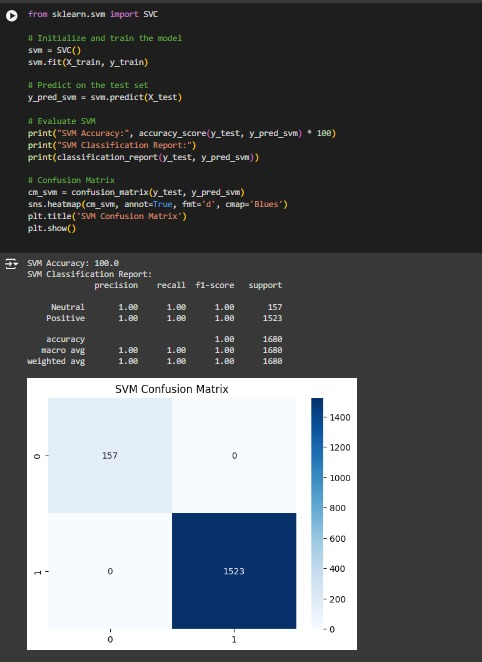 from sklearn.svm import SVC
# Initialize and train the model
svm = SVC()
svm.fit(X_train, y_train)
# Predict on the test set
y_pred_svm = svm.predict(X_test)
# Evaluate SVM
print("SVM Accuracy:", accuracy_score(y_test, y_pred_svm) * 100)
print("SVM Classification Report:")
print(classification_report(y_test, y_pred_svm))
# Confusion Matrix
cm_svm = confusion_matrix(y_test, y_pred_svm)
sns.heatmap(cm_svm, annot=True, fmt='d', cmap='Blues')
plt.title('SVM Confusion Matrix')
plt.show()
SVM Accuracy: 100.0
SVM Classification Report:
precision recall f1-score support
Neutral 1.00 1.00 1.00 157
Positive 1.00 1.00 1.00 1523
accuracy 1.00 1680
macro avg 1.00 1.00 1.00 1680
weighted avg 1.00 1.00 1.00 1680
SVM Confusion Matrix
0 157 0
1 0 1523
0 1
1400
1200
1000
800
600
400
200
0